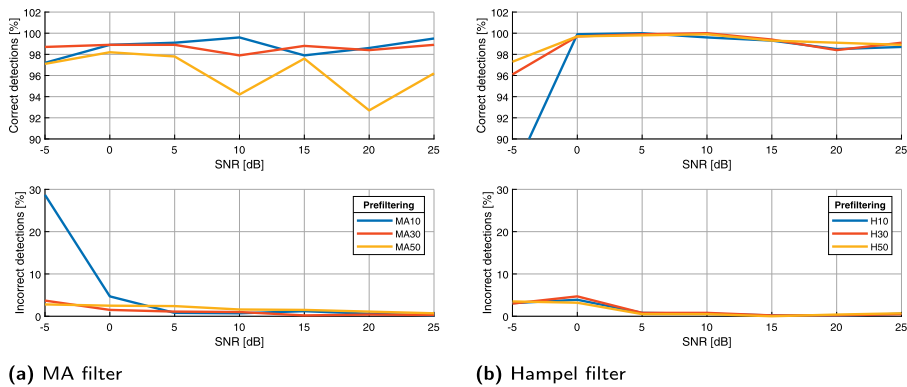 Correct detections [%]
102
100
98
96
94
92
90
-5
0
5
10
15
20
25
SNR [dB]
Incorrect detections [%]
30
20
10
0
Prefiltering
MA10
MA30
MA50
-5
0
5
10
15
20
25
SNR [dB]
(a) MA filter
Correct detections [%]
102
100
98
96
94
92
90
-5
0
5
10
15
20
25
SNR [dB]
Incorrect detections [%]
30
20
10
0
Prefiltering
H10
H30
H50
-5
0
5
10
15
20
25
SNR [dB]
(b) Hampel filter